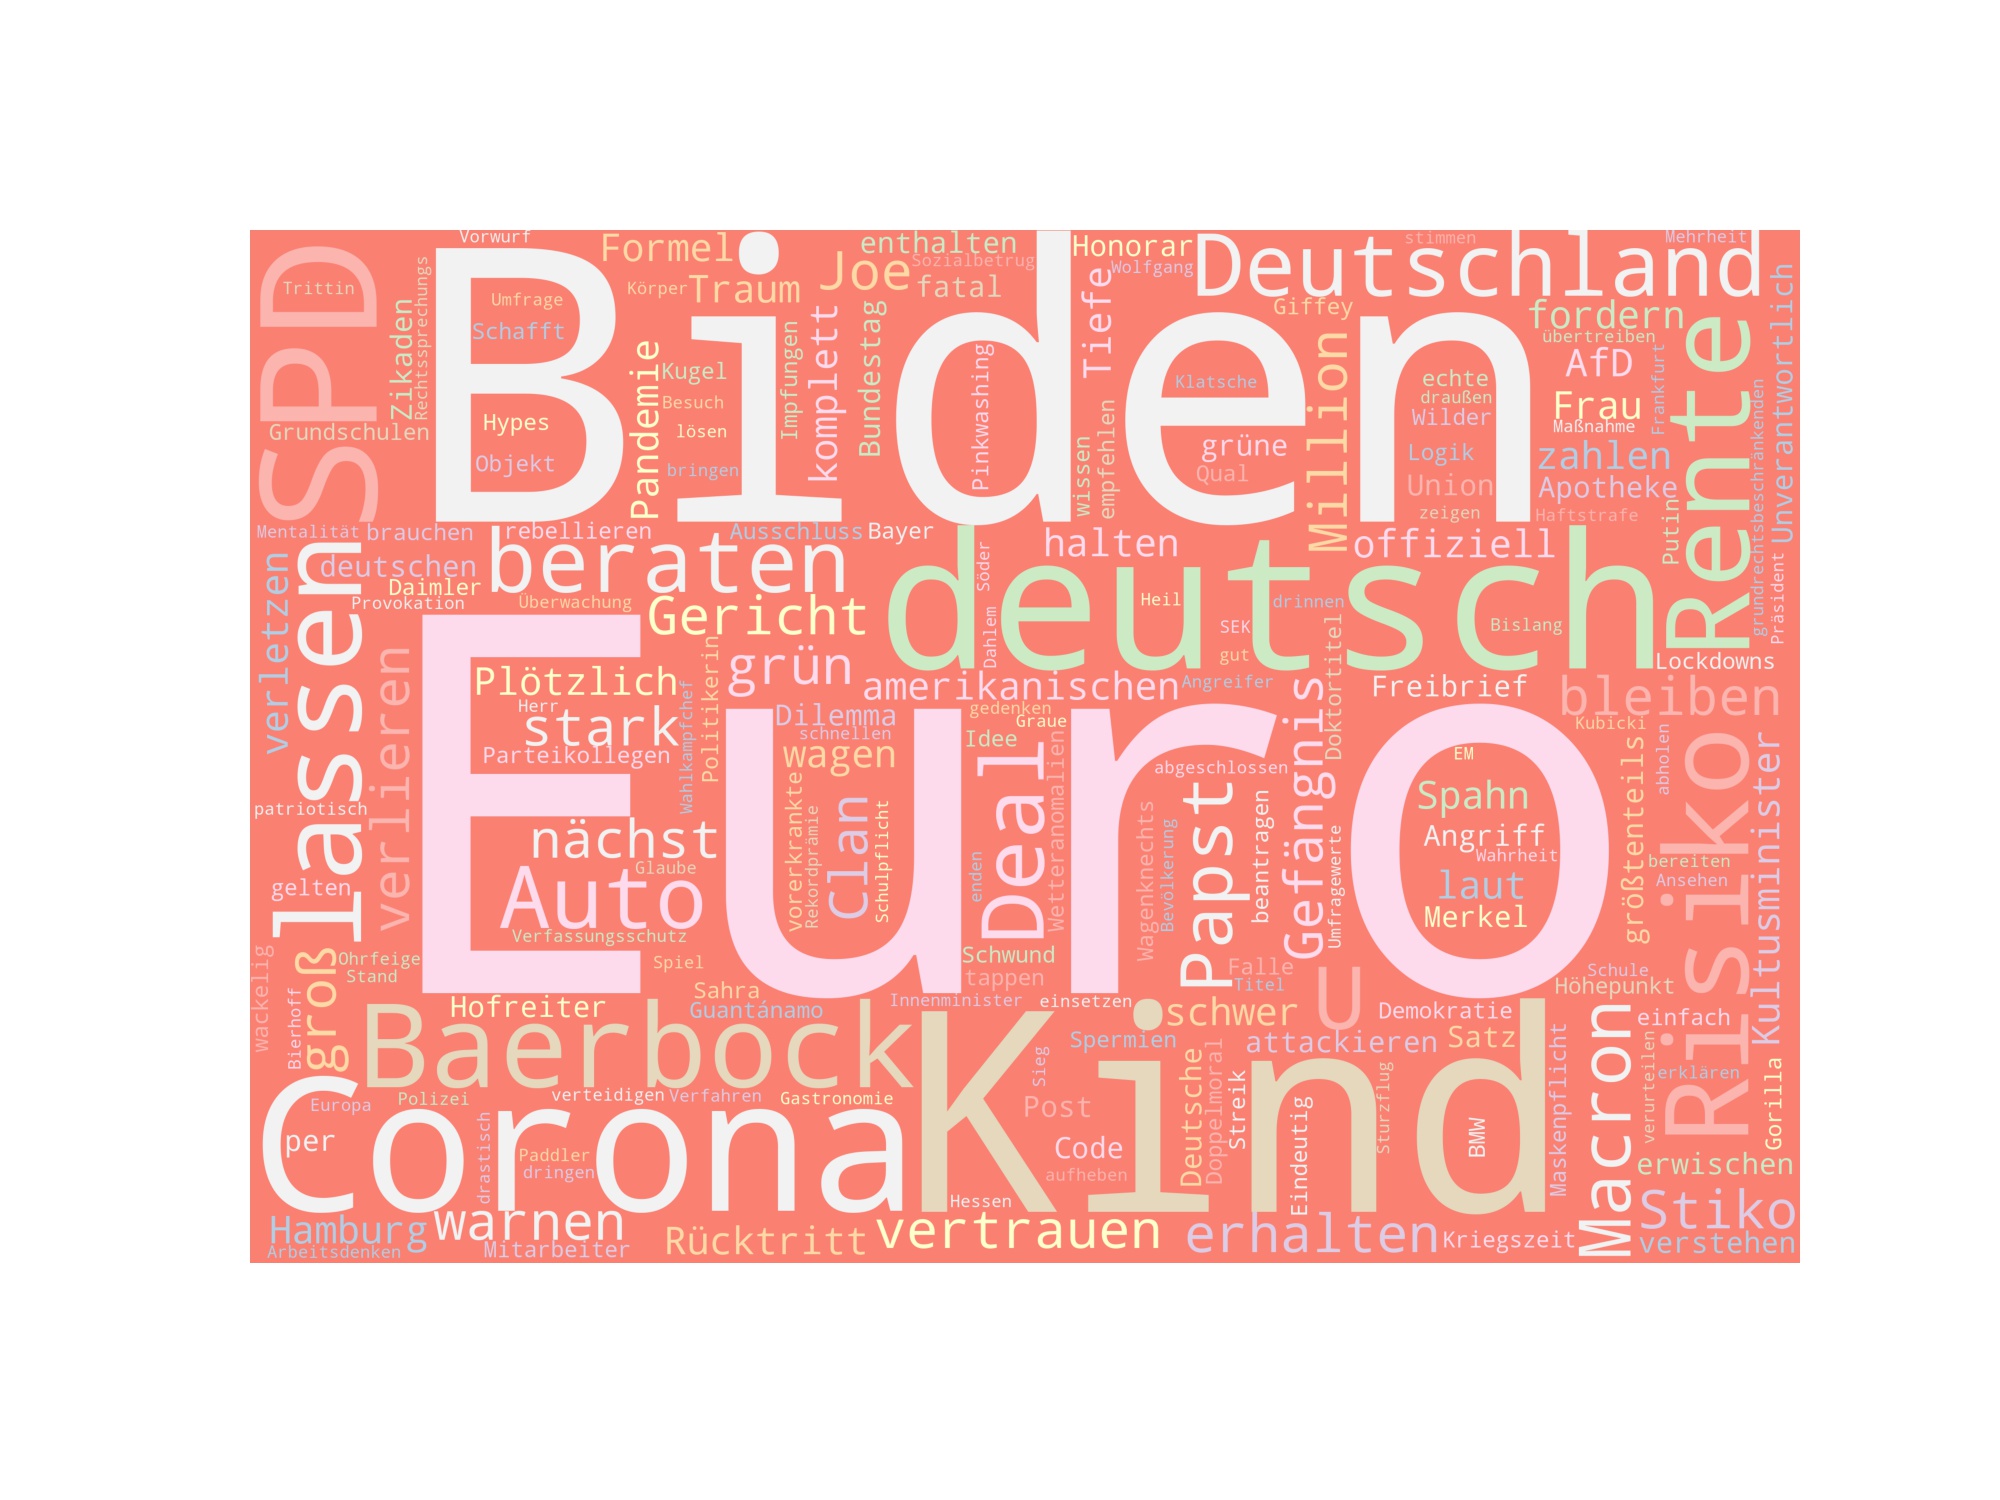 Vorwurf
Formel
enthalten
Honorar
Deutschland
stimmen
Mehrheit
SPD
Trittin
Rechtssprechungs
Zikaden
Biden
Umfrage
Schafft
Körper
Traum
Joe
Sozialbetrug
fatal
Wolfgang
Tiefe
Giffey
fordern
übertreiben
Unverantwortlich
Rente
AfD
Million
Bundestag
komplett
Impfungen
Pandemie
Kugel
Besuch
lösen
bringen
Pinkwashing
Klatsche
echte
draußen
Wilder
Frankfurt
Frau
Maßnahme
Hypes
Objekt
Grundschulen
wissen
empfehlen
grüne
Qual
Logik
Union
zeigen
zahlen
Apotheke
Haftstrafe
Putin
grundrechtsbeschränkenden
Präsident
Mentalität
brauchen
rebellieren
Ausschluss
Bayer
halten
offiziell
verletzen
lassen
deutschen
Daimler
Provokation
beraten
Überwachung
Gericht
deutsch
Söder
Dahlem
Heil
drinnen
SEK
gut
Bislang
Doktortitel
Lockdowns
verlieren
Plötzlich
Herr
stark
Parteikollegen
Politikerin
Wahlkampfchef
grün
amerikanischen
Angreifer
Freibrief
bleiben
Kubicki
Dilemma
schnellen
gedenken
Graue
Idee
wagen
Euro
Deal
Wetteranomalien
abgeschlossen
Gefängnis
EM
Spahn
Angriff
Wahrheit
laut
Merkel
größtenteils
abholen
Risiko
Kultusminister
patriotisch
nächst
Glaube
Auto
gelten
vorerkrankte
Rekordprämie
Clan
Schulpflicht
enden
Wagenknechts
Bevölkerung
Papst
beantragen
Umfragewerte
bereiten
Ansehen
Verfassungsschutz
Spiel
wackelig
Bierhoff
groß
Ohrfeige
Stand
Hofreiter
Sahra
Guantánamo
Schwund
tappen
Innenminister
einsetzen
Falle
Titel
U
Schule
Höhepunkt
Demokratie
einfach
Baerbock
Kind
schwer
Spermien
Sieg
attackieren
Satz
Macron
verurteilen
erklären
Gorilla
Corona
Europa
per
Polizei
verteidigen
Verfahren
Gastronomie
drastisch
Paddler
dringen
Post
Code
aufheben
Deutsche
Doppelmoral
Streik
Eindeutig
Sturzflug
BMW
Maskenpflicht
erwischen
Hessen
Hamburg
Arbeitsdenken
warnen
Mitarbeiter
Rücktritt
vertrauen
erhalten
Kriegszeit
Stiko
verstehen